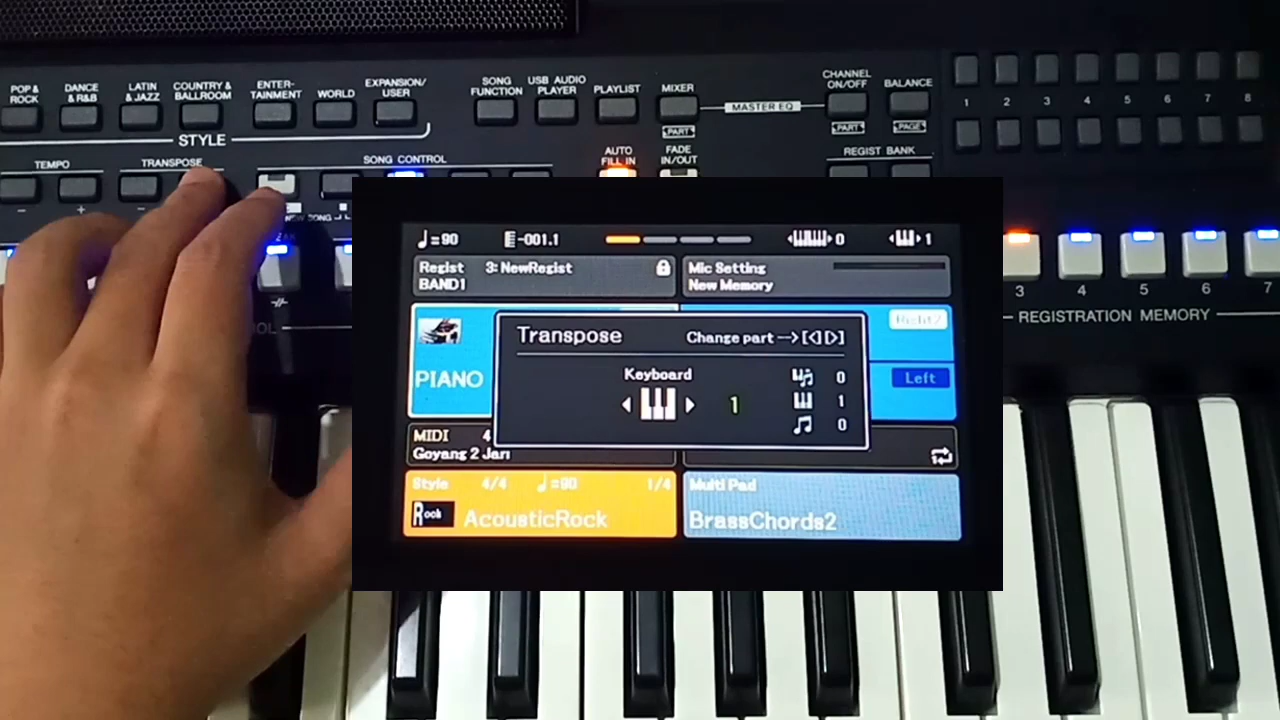 POP & ROCK
DANCE & R&B
LATIN & JAZZ
COUNTRY & BALLROOM
ENTER- TAINMENT
WORLD
EXPANSION/ USER
SONG FUNCTION
USB AUDIO PLAYER
PLAYLIST
MIXER
MASTER EQ
CHANNEL ON/OFF
BALANCE
1 2 3 4 5 6 7 8
PART
PART
PAGE
STYLE
TEMPO
TRANSPOSE
SONG CONTROL
AUTO FILL IN
FADE IN/OUT
REGIST BANK
− +
NEW SONG
♩=90
-001.1
0
1
Regist 3: NewRegist
BAND1
Mic Setting
New Memory
Right2
Transpose Change part -->[◁▷]
Keyboard
1
0
1
0
PIANO
Left
MIDI 4
Goyang 2 Jari
Style 4/4 ♩=90 1/4
Rock AcousticRock
Multi Pad
BrassChords2
3 4 5 6 7
REGISTRATION MEMORY